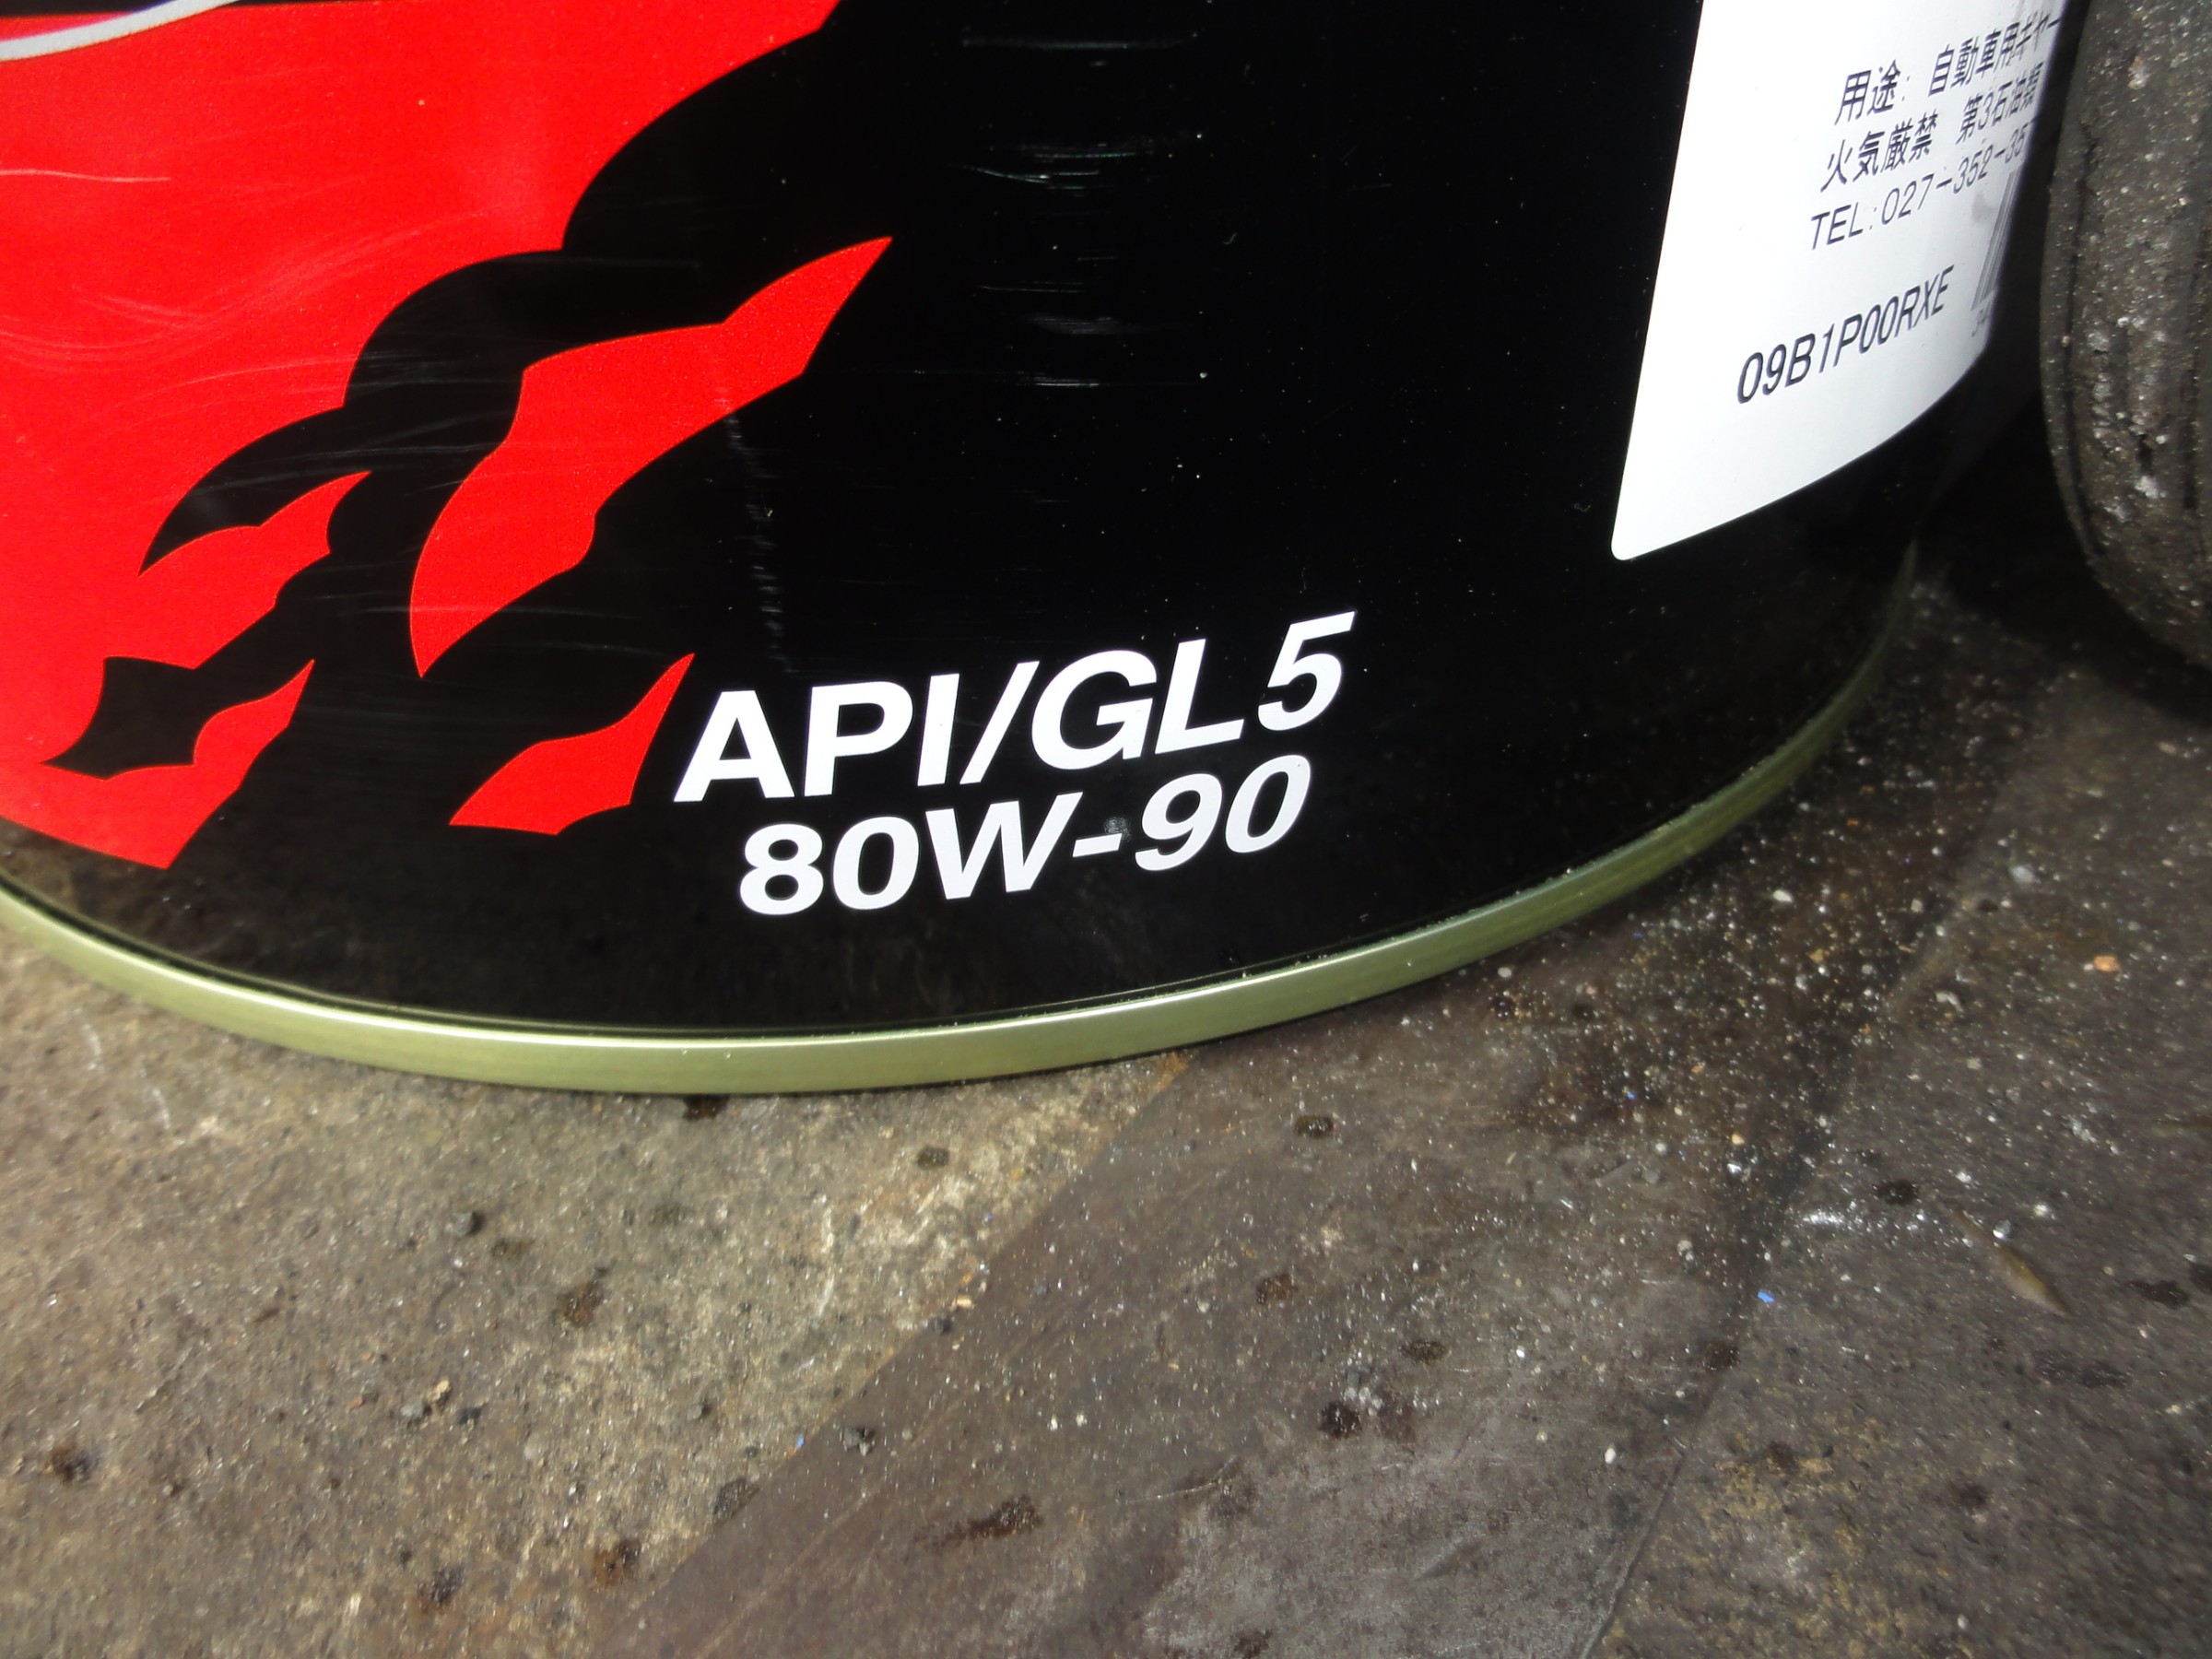 API/GL5
80W-90
用途: 自動車用ギヤー
火気厳禁 第3石油類
TEL:027-352-35
09B1P00RXE